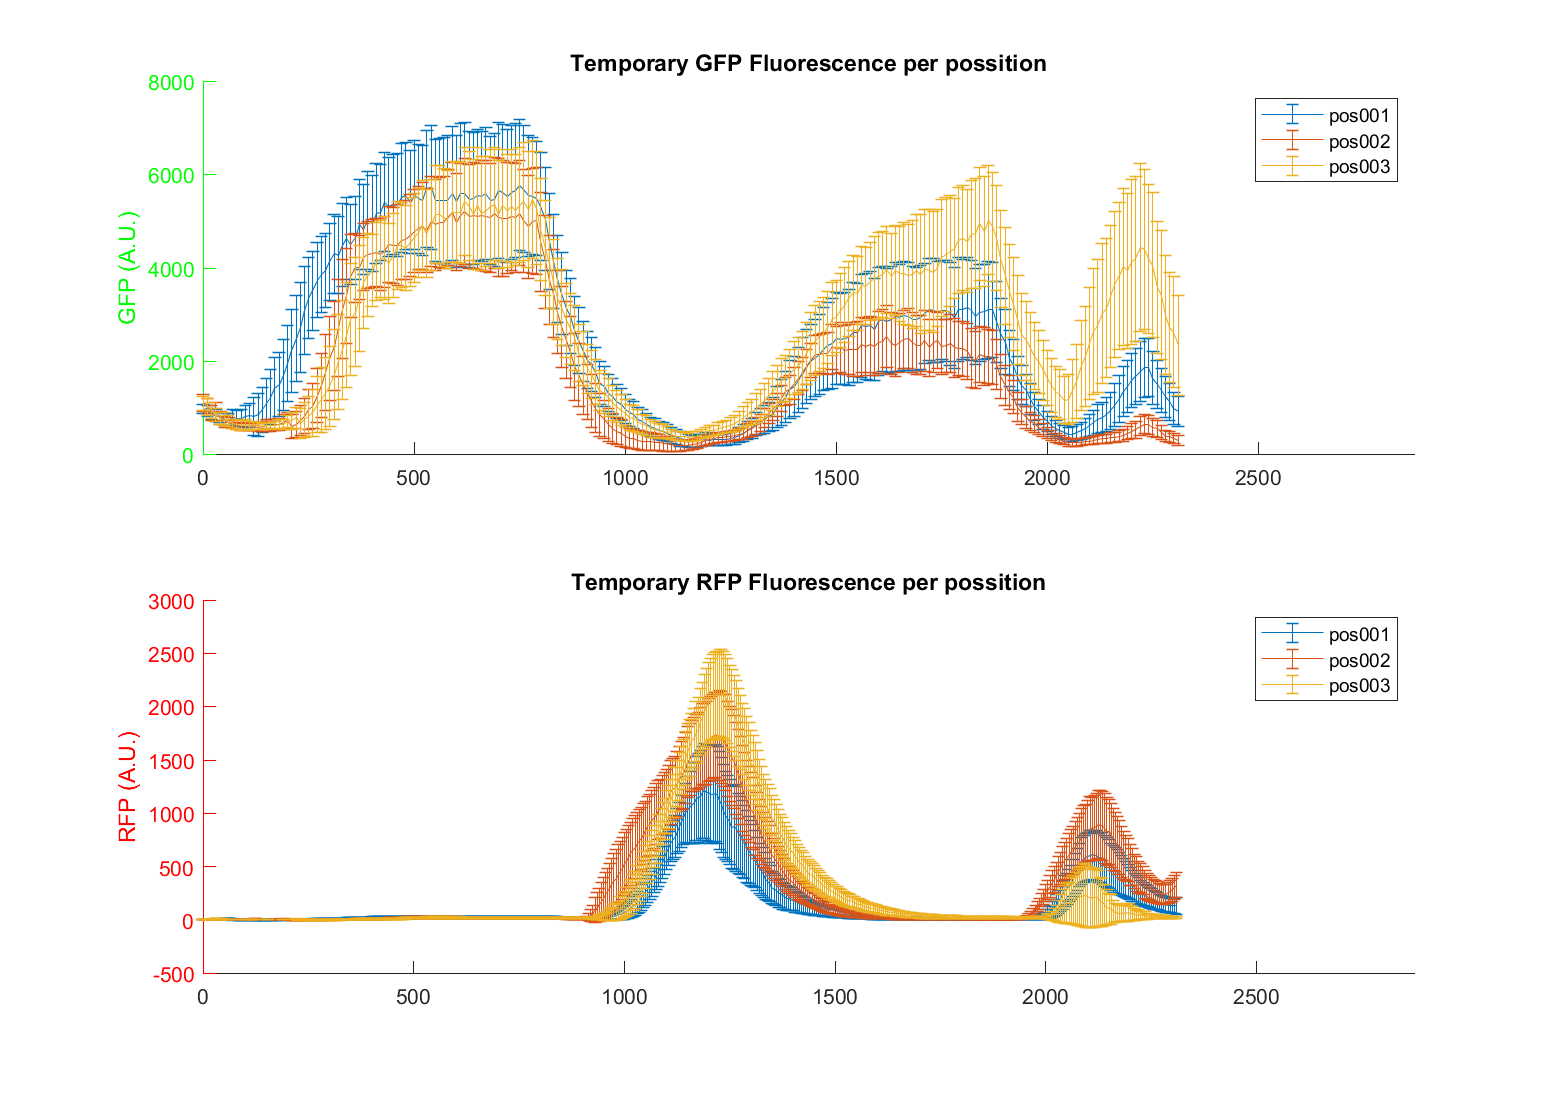 Temporary GFP Fluorescence per possition
8000
6000
4000
2000
0
GFP (A.U.)
0 500 1000 1500 2000 2500
pos001
pos002
pos003
Temporary RFP Fluorescence per possition
3000
2500
2000
1500
1000
500
0
-500
RFP (A.U.)
0 500 1000 1500 2000 2500
pos001
pos002
pos003